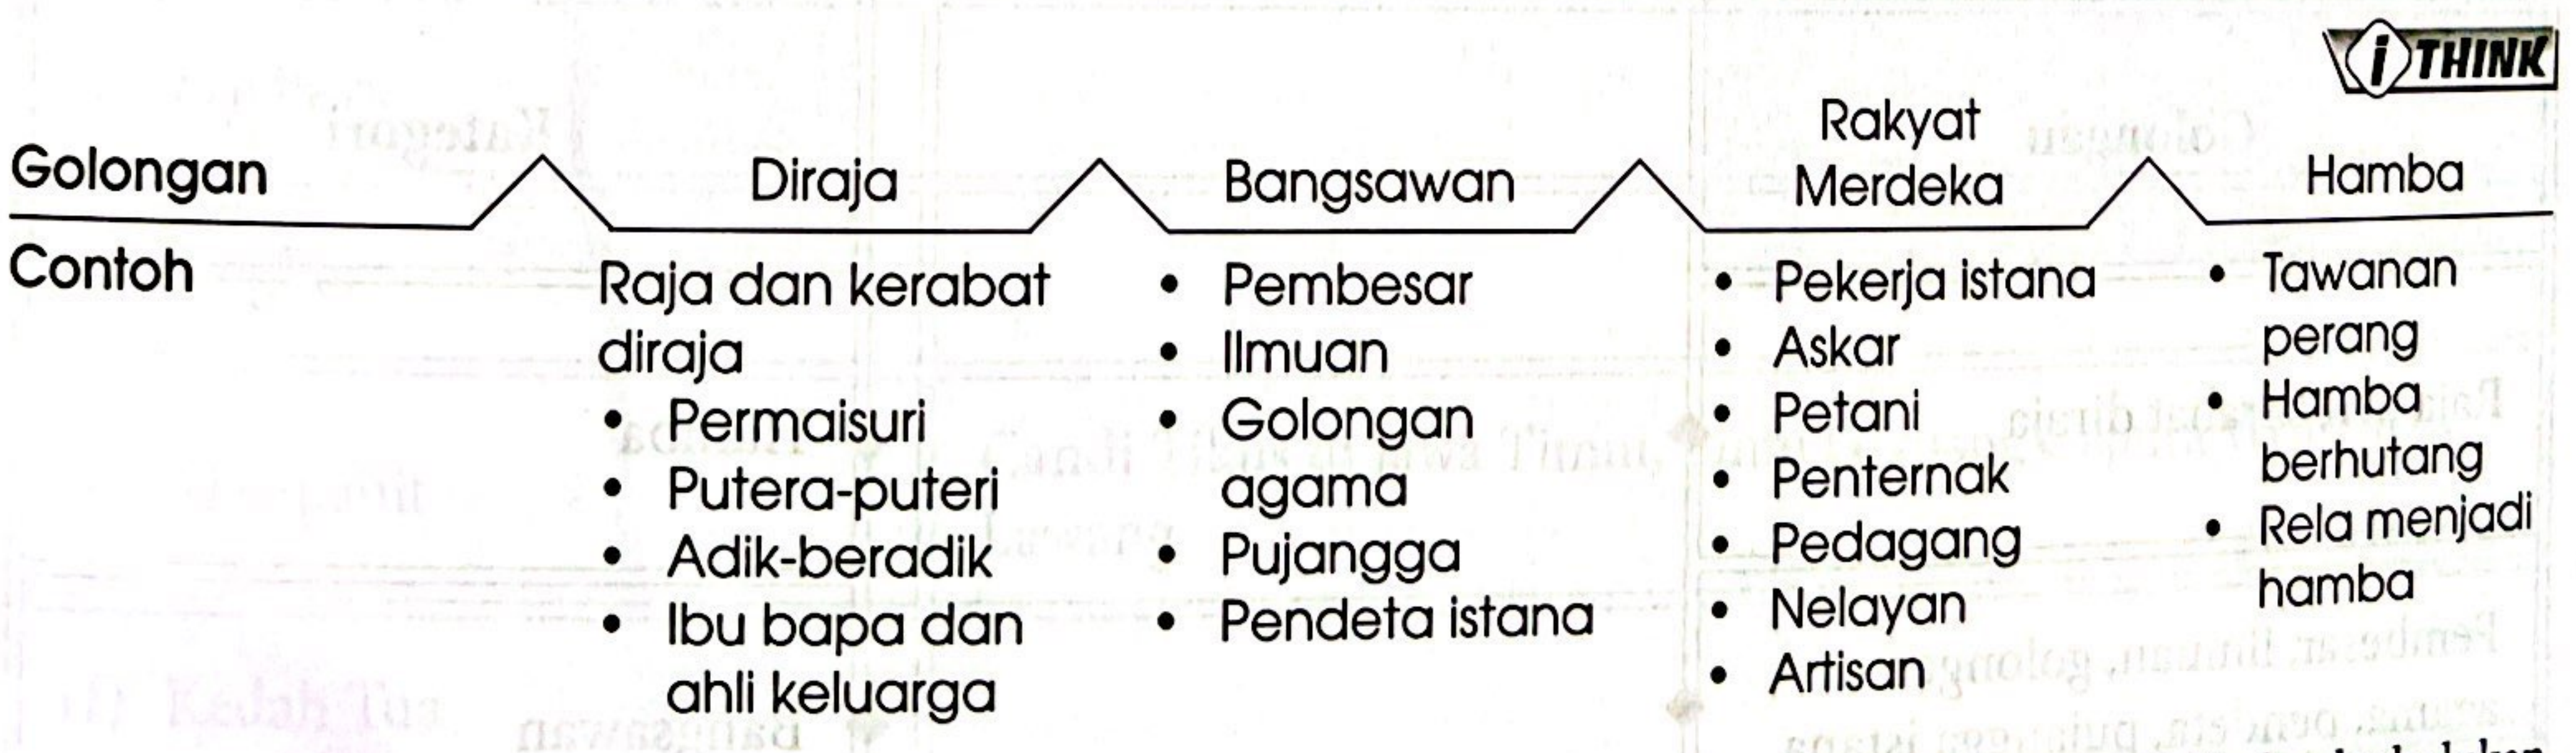 i THINK
Golongan
Diraja
Bangsawan
Rakyat
Merdeka
Hamba
Contoh
Raja dan kerabat
diraja
• Permaisuri
• Putera-puteri
• Adik-beradik
• Ibu bapa dan
ahli keluarga
• Pembesar
• Ilmuan
• Golongan
agama
• Pujangga
• Pendeta istana
• Pekerja istana
• Askar
• Petani
• Penternak
• Pedagang
• Nelayan
• Artisan
• Tawanan
perang
• Hamba
berhutang
• Rela menjadi
hamba